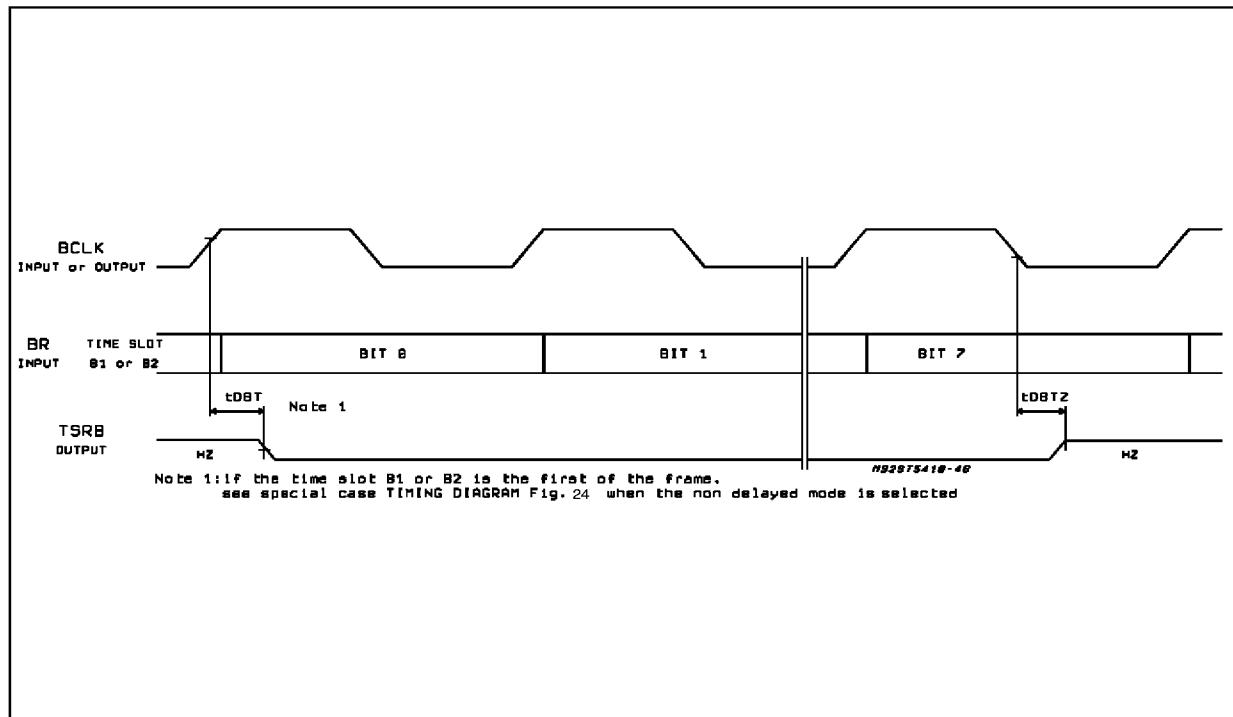 BCLK
INPUT or OUTPUT
BR TIME SLOT
INPUT B1 or B2
BIT 0
BIT 1
BIT 7
tDBT
Note 1
tDBTZ
TSRB
OUTPUT
HZ
HZ
Note 1:if the time slot B1 or B2 is the first of the frame.
see special case TIMING DIAGRAM Fig. 24 when the non delayed mode is selected